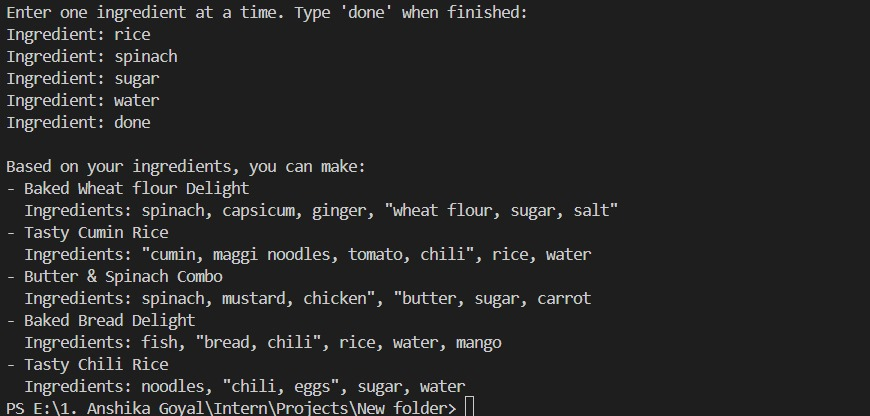 Enter one ingredient at a time. Type 'done' when finished:
Ingredient: rice
Ingredient: spinach
Ingredient: sugar
Ingredient: water
Ingredient: done

Based on your ingredients, you can make:
- Baked Wheat flour Delight
  Ingredients: spinach, capsicum, ginger, "wheat flour, sugar, salt"
- Tasty Cumin Rice
  Ingredients: "cumin, maggi noodles, tomato, chili", rice, water
- Butter & Spinach Combo
  Ingredients: spinach, mustard, chicken", "butter, sugar, carrot
- Baked Bread Delight
  Ingredients: fish, "bread, chili", rice, water, mango
- Tasty Chili Rice
  Ingredients: noodles, "chili, eggs", sugar, water
PS E:\1. Anshika Goyal\Intern\Projects\New folder>